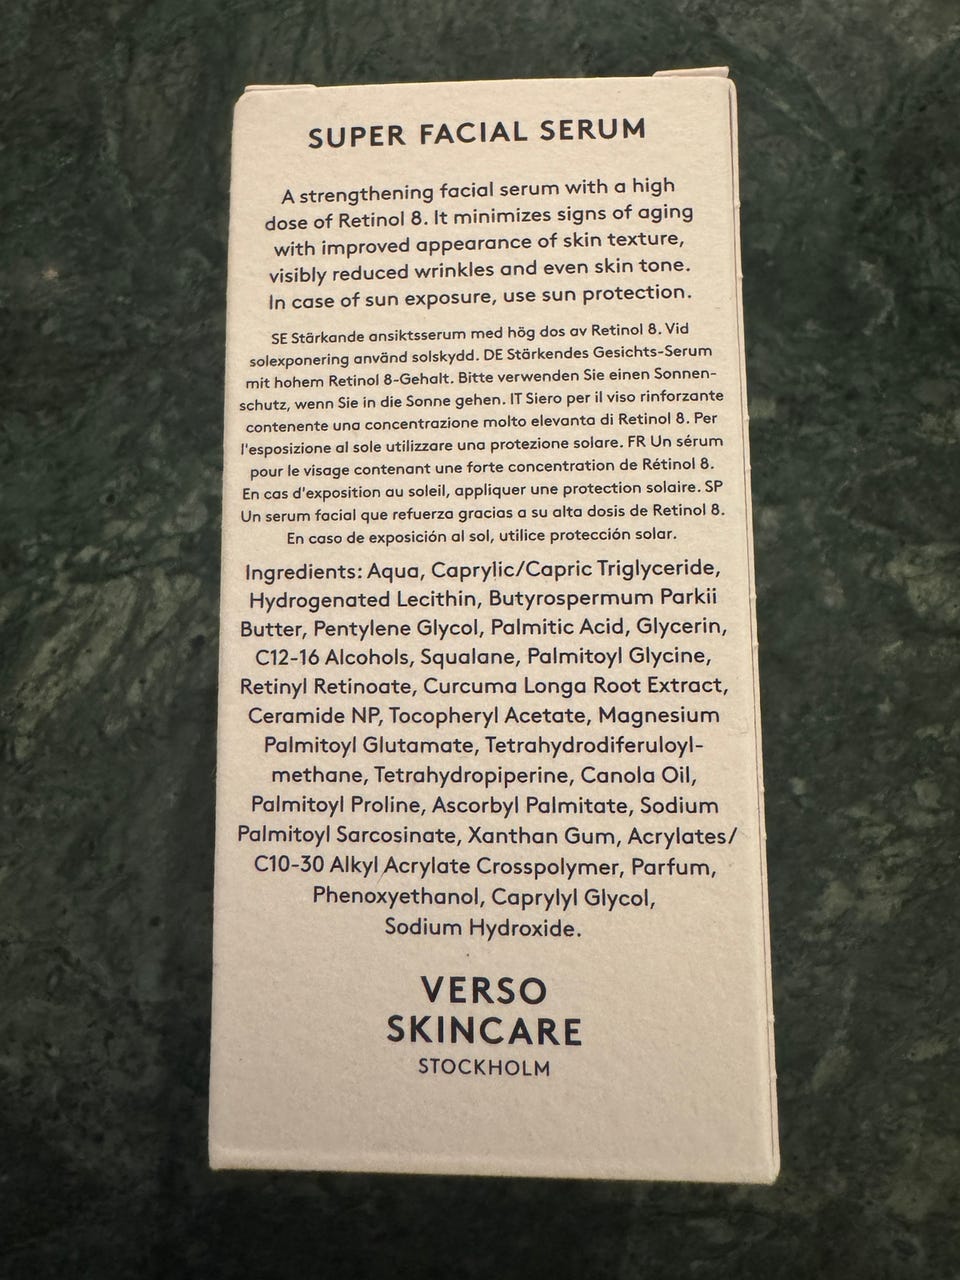 SUPER FACIAL SERUM
A strengthening facial serum with a high
dose of Retinol 8. It minimizes signs of aging
with improved appearance of skin texture,
visibly reduced wrinkles and even skin tone.
In case of sun exposure, use sun protection.
SE Stärkande ansiktsserum med hög dos av Retinol 8. Vid
solexponering använd solskydd. DE Stärkendes Gesichts-Serum
mit hohem Retinol 8-Gehalt. Bitte verwenden Sie einen Sonnen-
schutz, wenn Sie in die Sonne gehen. IT Siero per il viso rinforzante
contenente una concentrazione molto elevanta di Retinol 8. Per
l'esposizione al sole utilizzare una protezione solare. FR Un sérum
pour le visage contenant une forte concentration de Rétinol 8.
En cas d'exposition au soleil, appliquer une protection solaire. SP
Un serum facial que refuerza gracias a su alta dosis de Retinol 8.
En caso de exposición al sol, utilice protección solar.
Ingredients: Aqua, Caprylic/Capric Triglyceride,
Hydrogenated Lecithin, Butyrospermum Parkii
Butter, Pentylene Glycol, Palmitic Acid, Glycerin,
C12-16 Alcohols, Squalane, Palmitoyl Glycine,
Retinyl Retinoate, Curcuma Longa Root Extract,
Ceramide NP, Tocopheryl Acetate, Magnesium
Palmitoyl Glutamate, Tetrahydrodiferuloyl-
methane, Tetrahydropiperine, Canola Oil,
Palmitoyl Proline, Ascorbyl Palmitate, Sodium
Palmitoyl Sarcosinate, Xanthan Gum, Acrylates/
C10-30 Alkyl Acrylate Crosspolymer, Parfum,
Phenoxyethanol, Caprylyl Glycol,
Sodium Hydroxide.
VERSO
SKINCARE
STOCKHOLM